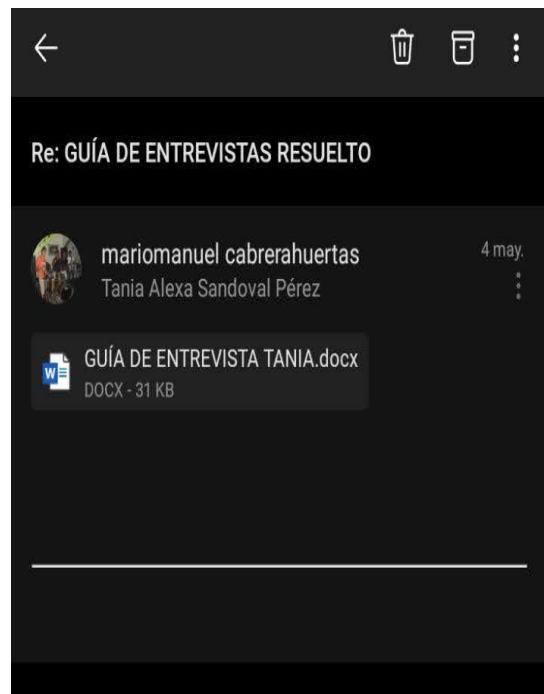 Re: GUÍA DE ENTREVISTAS RESUELTO
mariomanuel cabrerahuertas
4 may.
Tania Alexa Sandoval Pérez
GUÍA DE ENTREVISTA TANIA.docx
DOCX - 31 KB